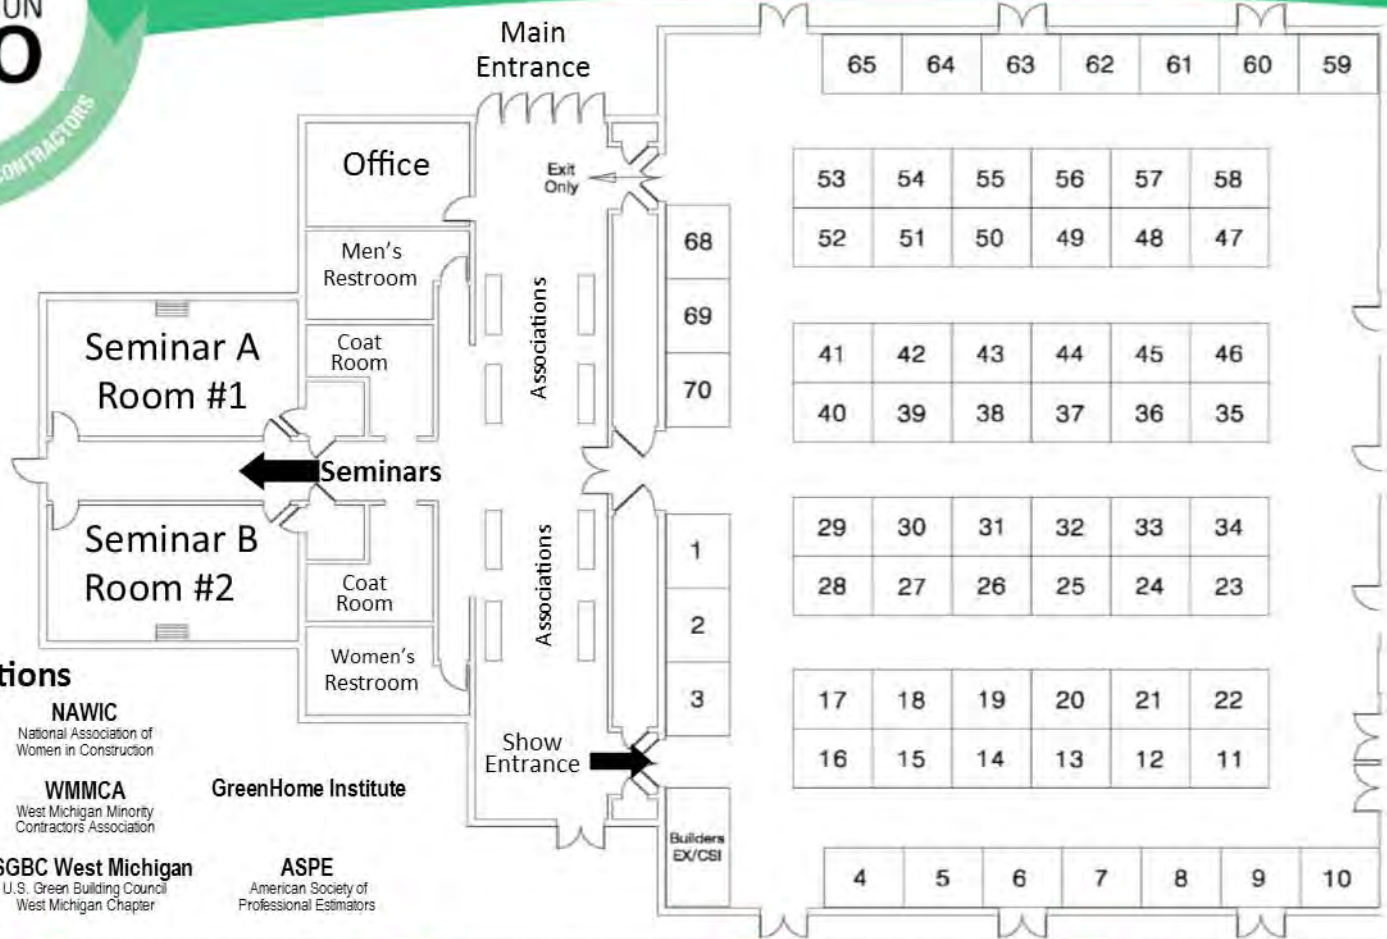 CONTRACTORS
Main
Entrance
65 64 63 62 61 60 59
Office
Exit
Only
53 54 55 56 57 58
52 51 50 49 48 47
68
Men's
Restroom
Associations
69
Seminar A
Room #1
Coat
Room
70
41 42 43 44 45 46
40 39 38 37 36 35
Seminars
Seminar B
Room #2
Associations
1
29 30 31 32 33 34
28 27 26 25 24 23
Coat
Room
2
Women's
Restroom
3
17 18 19 20 21 22
16 15 14 13 12 11
Show
Entrance
Builders
EX/CSI
4 5 6 7 8 9 10
NAWIC
National Association of
Women in Construction
WMMCA
West Michigan Minority
Contractors Association
GreenHome Institute
SGBC West Michigan
U.S. Green Building Council
West Michigan Chapter
ASPE
American Society of
Professional Estimators